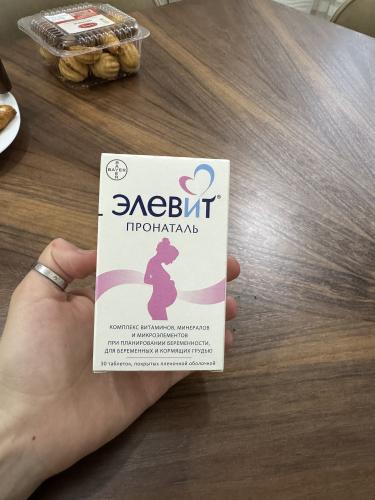 BAYER
ЭЛЕВИТ®
ПРОНАТАЛЬ
КОМПЛЕКС ВИТАМИНОВ, МИНЕРАЛОВ
И МИКРОЭЛЕМЕНТОВ
ПРИ ПЛАНИРОВАНИИ БЕРЕМЕННОСТИ,
ДЛЯ БЕРЕМЕННЫХ И КОРМЯЩИХ ГРУДЬЮ
30 таблеток, покрытых пленочной оболочкой